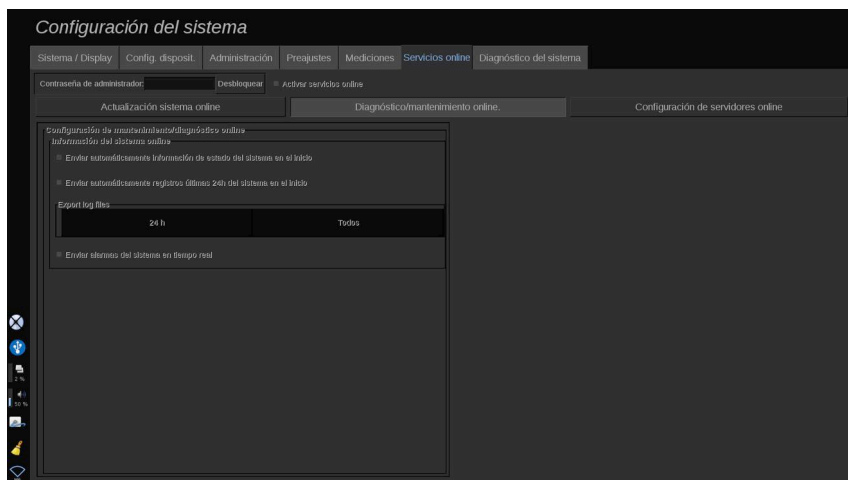 Configuración del sistema
Sistema / Display Config. disposit. Administración Preajustes Mediciones Servicios online Diagnóstico del sistema
Contraseña de administrador: Desbloquear Activar servicios online
Actualización sistema online Diagnóstico/mantenimiento online. Configuración de servidores online
Configuración de mantenimiento/diagnóstico online
Información del sistema online
Enviar automáticamente información de estado del sistema en el inicio
Enviar automáticamente registros últimas 24h del sistema en el inicio
Export log files
24 h Todos
Enviar alarmas del sistema en tiempo real
2 %
50 %